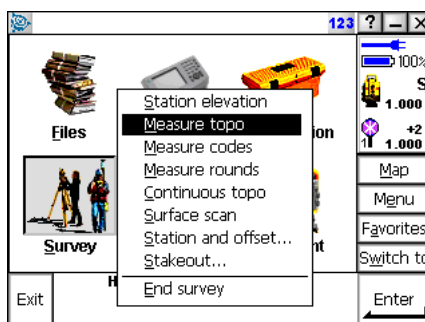 123 ? – X
100%
S
1.000
+2
1 1.000
Files
ion
Station elevation
Measure topo
Measure codes
Measure rounds
Continuous topo
Surface scan
Station and offset...
Stakeout...
End survey
Survey
nt
H
Map
Menu
Favorites
Switch to
Exit
Enter